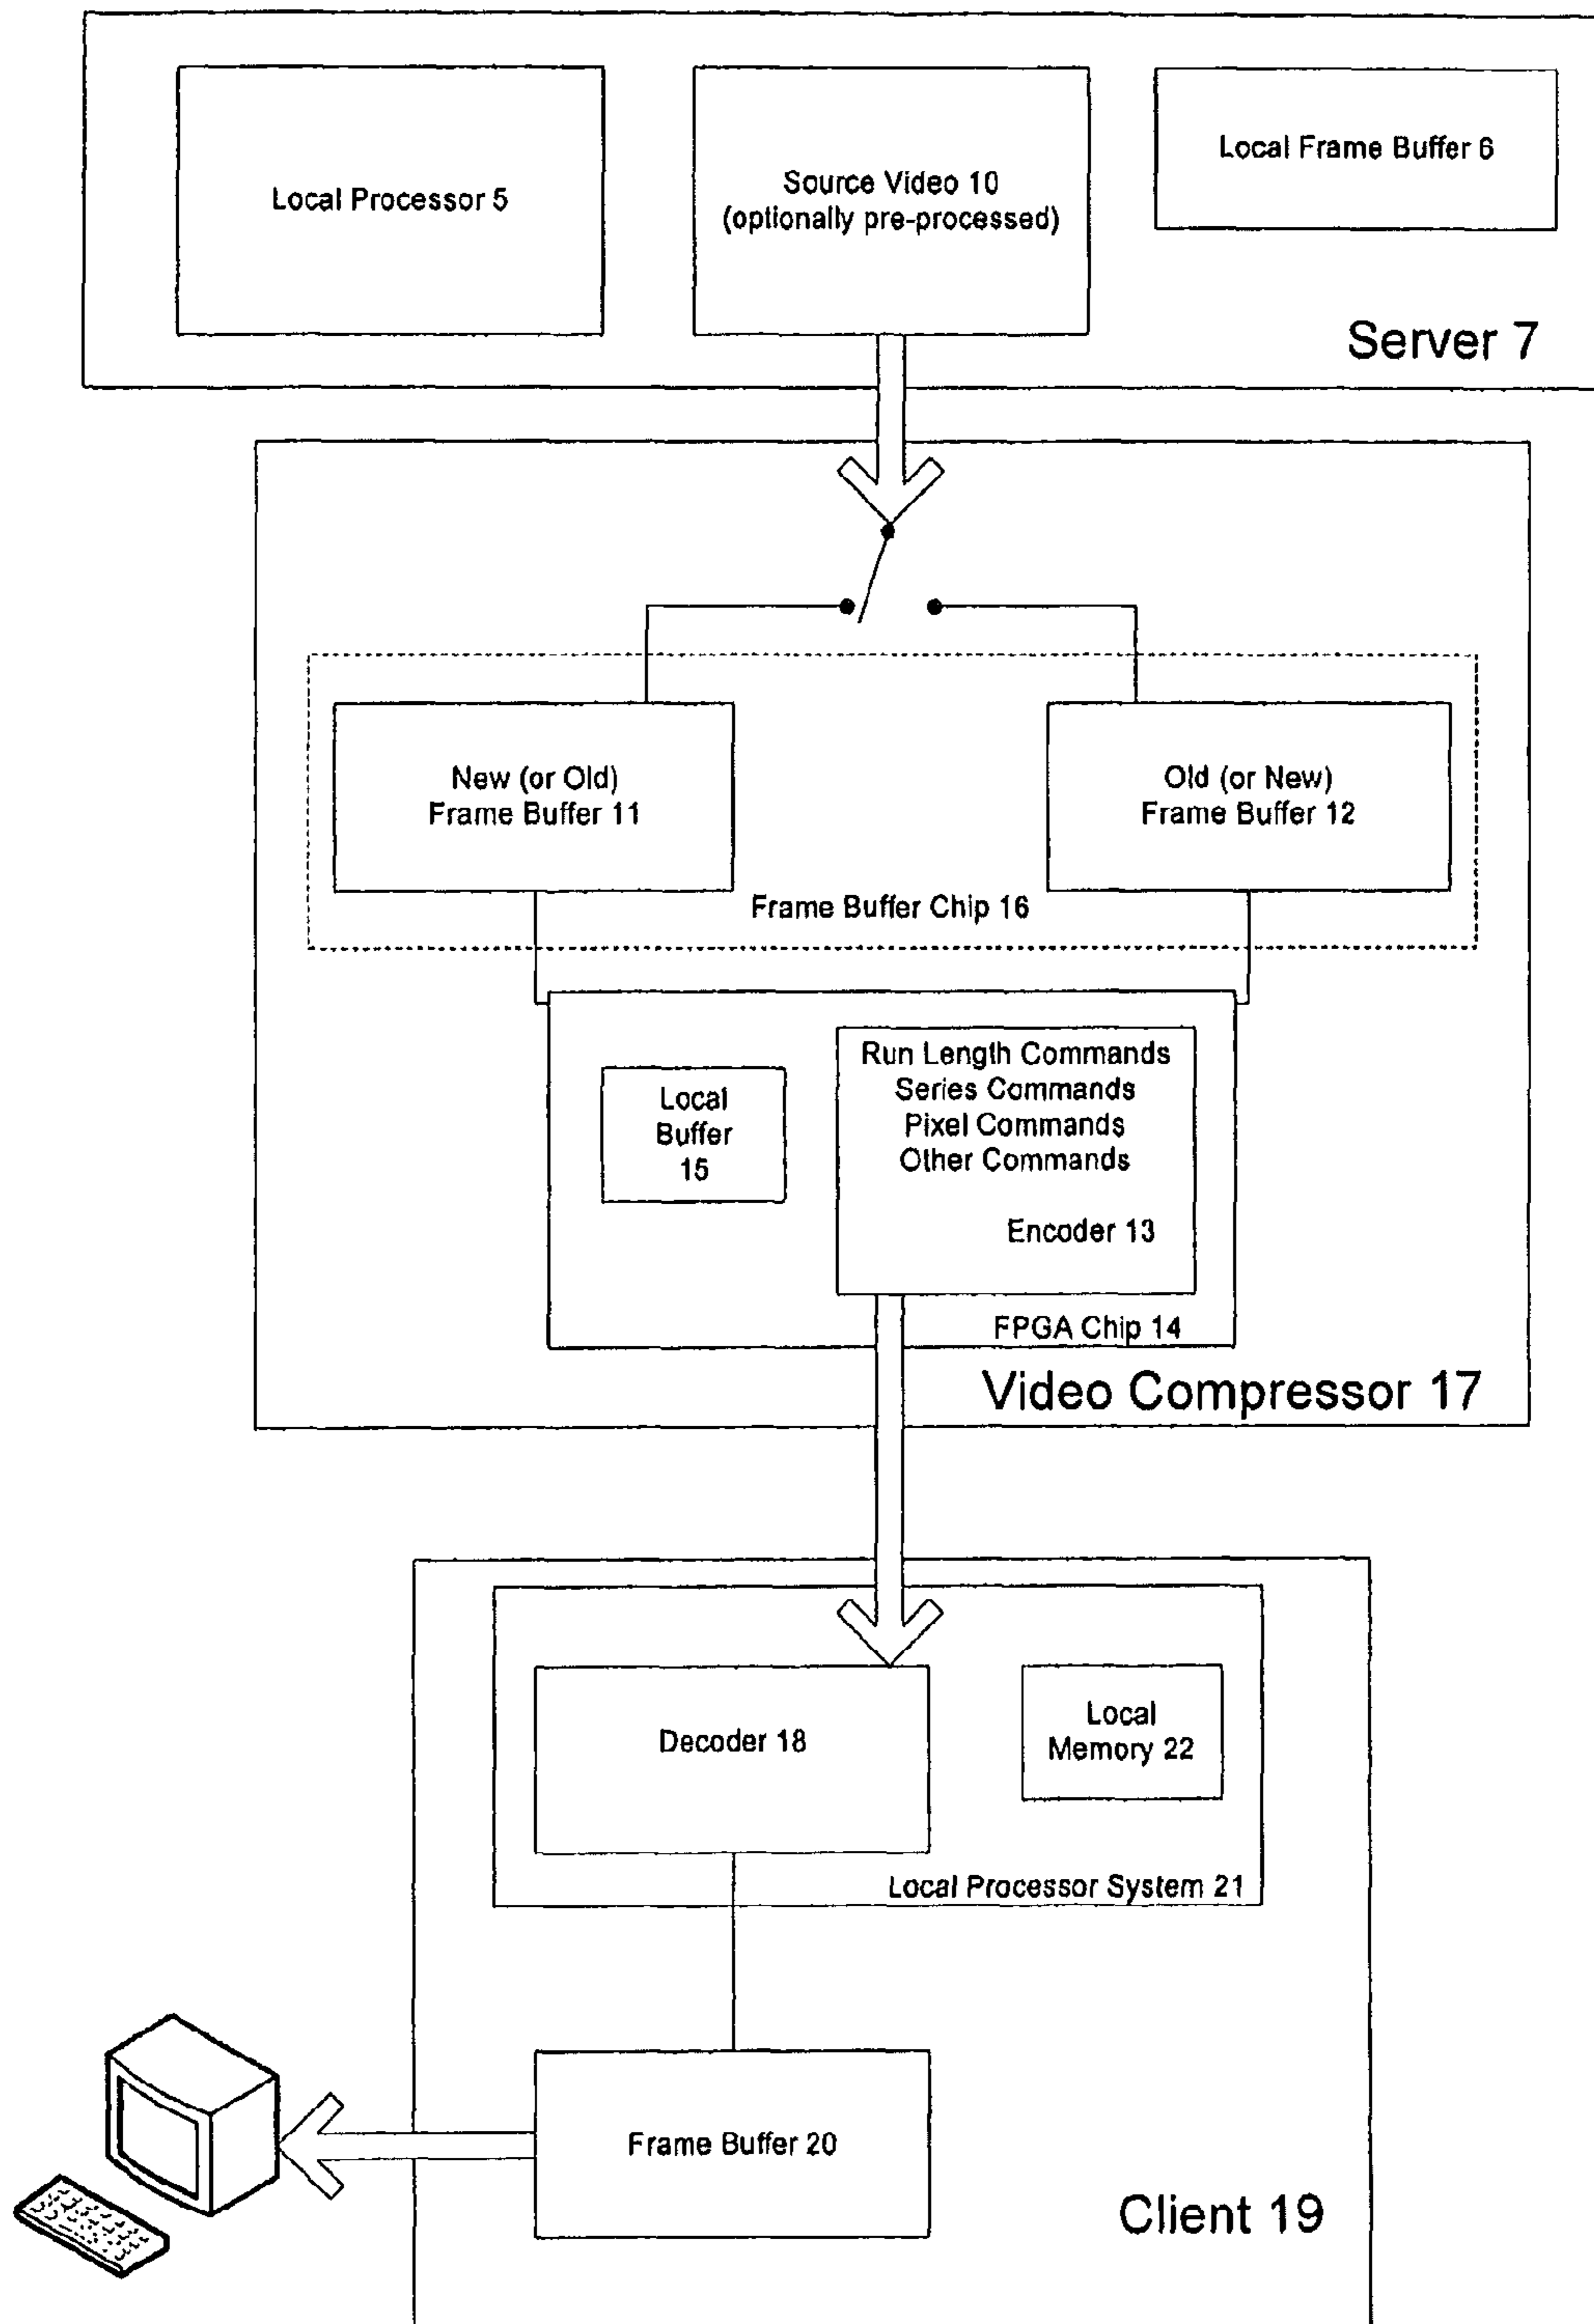 Local Processor 5
Source Video 10
(optionally pre-processed)
Local Frame Buffer 6
Server 7
New (or Old)
Frame Buffer 11
Old (or New)
Frame Buffer 12
Frame Buffer Chip 16
Local
Buffer
15
Run Length Commands
Series Commands
Pixel Commands
Other Commands
Encoder 13
FPGA Chip 14
Video Compressor 17
Decoder 18
Local
Memory 22
Local Processor System 21
Frame Buffer 20
Client 19